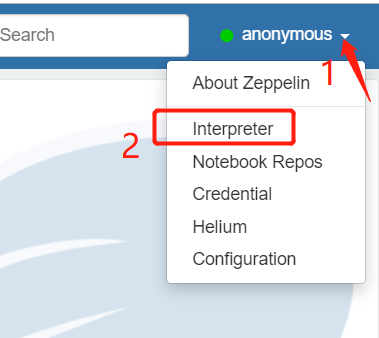 Search
anonymous
1
About Zeppelin
2
Interpreter
Notebook Repos
Credential
Helium
Configuration